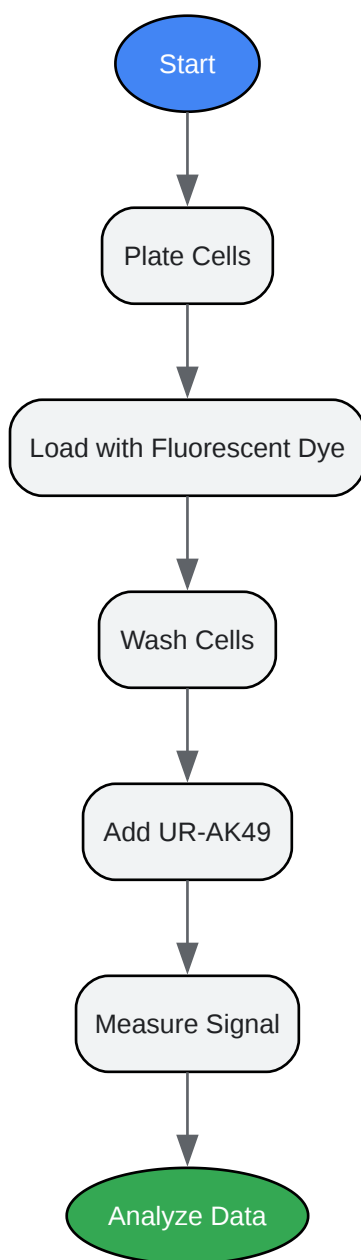 Start
Plate Cells
Load with Fluorescent Dye
Wash Cells
Add UR-AK49
Measure Signal
Analyze Data